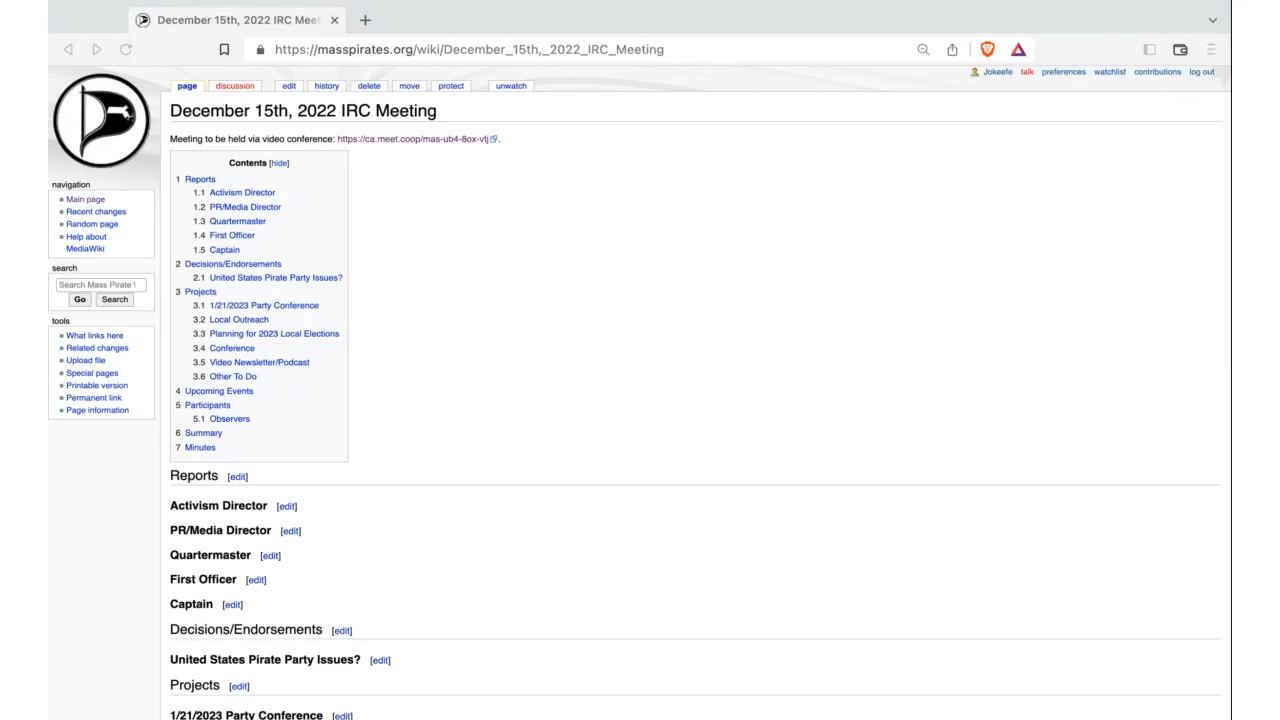 December 15th, 2022 IRC Meet
https://masspirates.org/wiki/December_15th,_2022_IRC_Meeting
Jokeefe talk preferences watchlist contributions log out
page discussion edit history delete move protect unwatch
December 15th, 2022 IRC Meeting
Meeting to be held via video conference: https://ca.meet.coop/mas-ub4-8ox-vtj.
Contents [hide]
1 Reports
1.1 Activism Director
1.2 PR/Media Director
1.3 Quartermaster
1.4 First Officer
1.5 Captain
2 Decisions/Endorsements
2.1 United States Pirate Party Issues?
3 Projects
3.1 1/21/2023 Party Conference
3.2 Local Outreach
3.3 Planning for 2023 Local Elections
3.4 Conference
3.5 Video Newsletter/Podcast
3.6 Other To Do
4 Upcoming Events
5 Participants
5.1 Observers
6 Summary
7 Minutes
navigation
Main page
Recent changes
Random page
Help about
MediaWiki
search
Search Mass Pirate
Go Search
tools
What links here
Related changes
Upload file
Special pages
Printable version
Permanent link
Page information
Reports [edit]
Activism Director [edit]
PR/Media Director [edit]
Quartermaster [edit]
First Officer [edit]
Captain [edit]
Decisions/Endorsements [edit]
United States Pirate Party Issues? [edit]
Projects [edit]
1/21/2023 Party Conference [edit]